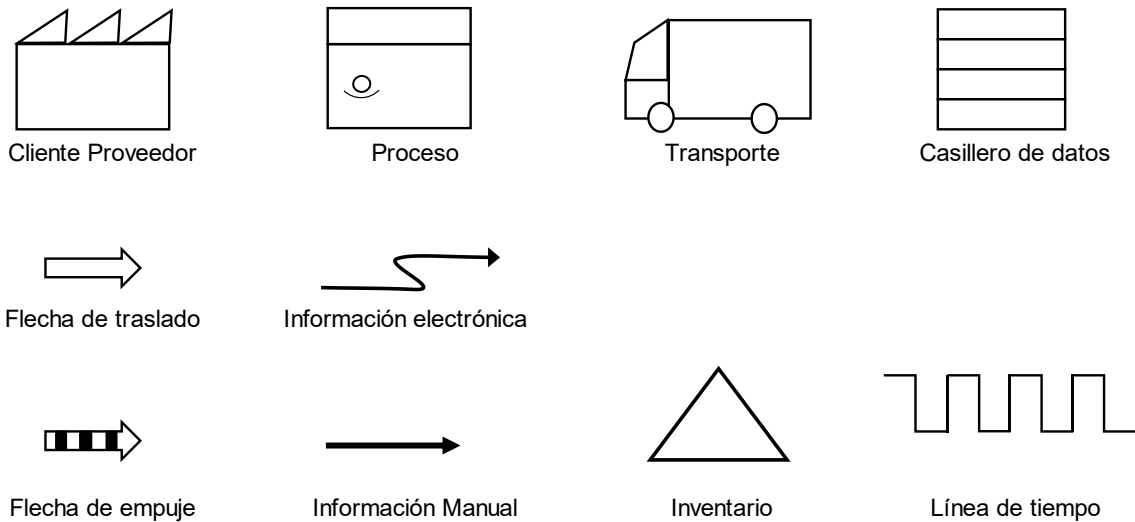 Cliente Proveedor
Proceso
Transporte
Casillero de datos
Flecha de traslado
Información electrónica
Flecha de empuje
Información Manual
Inventario
Línea de tiempo